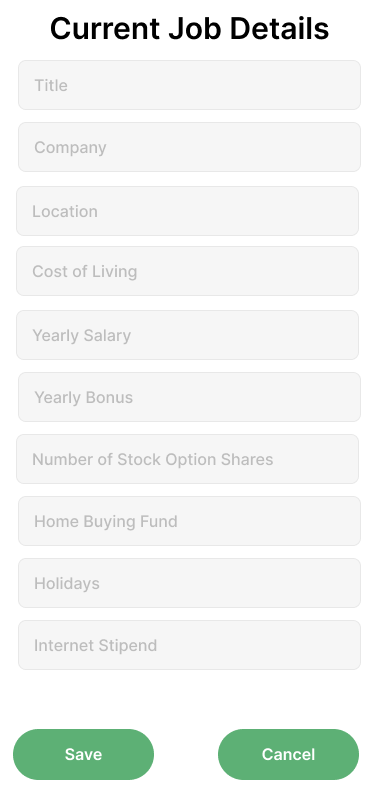 Current Job Details
Title
Company
Location
Cost of Living
Yearly Salary
Yearly Bonus
Number of Stock Option Shares
Home Buying Fund
Holidays
Internet Stipend
Save
Cancel